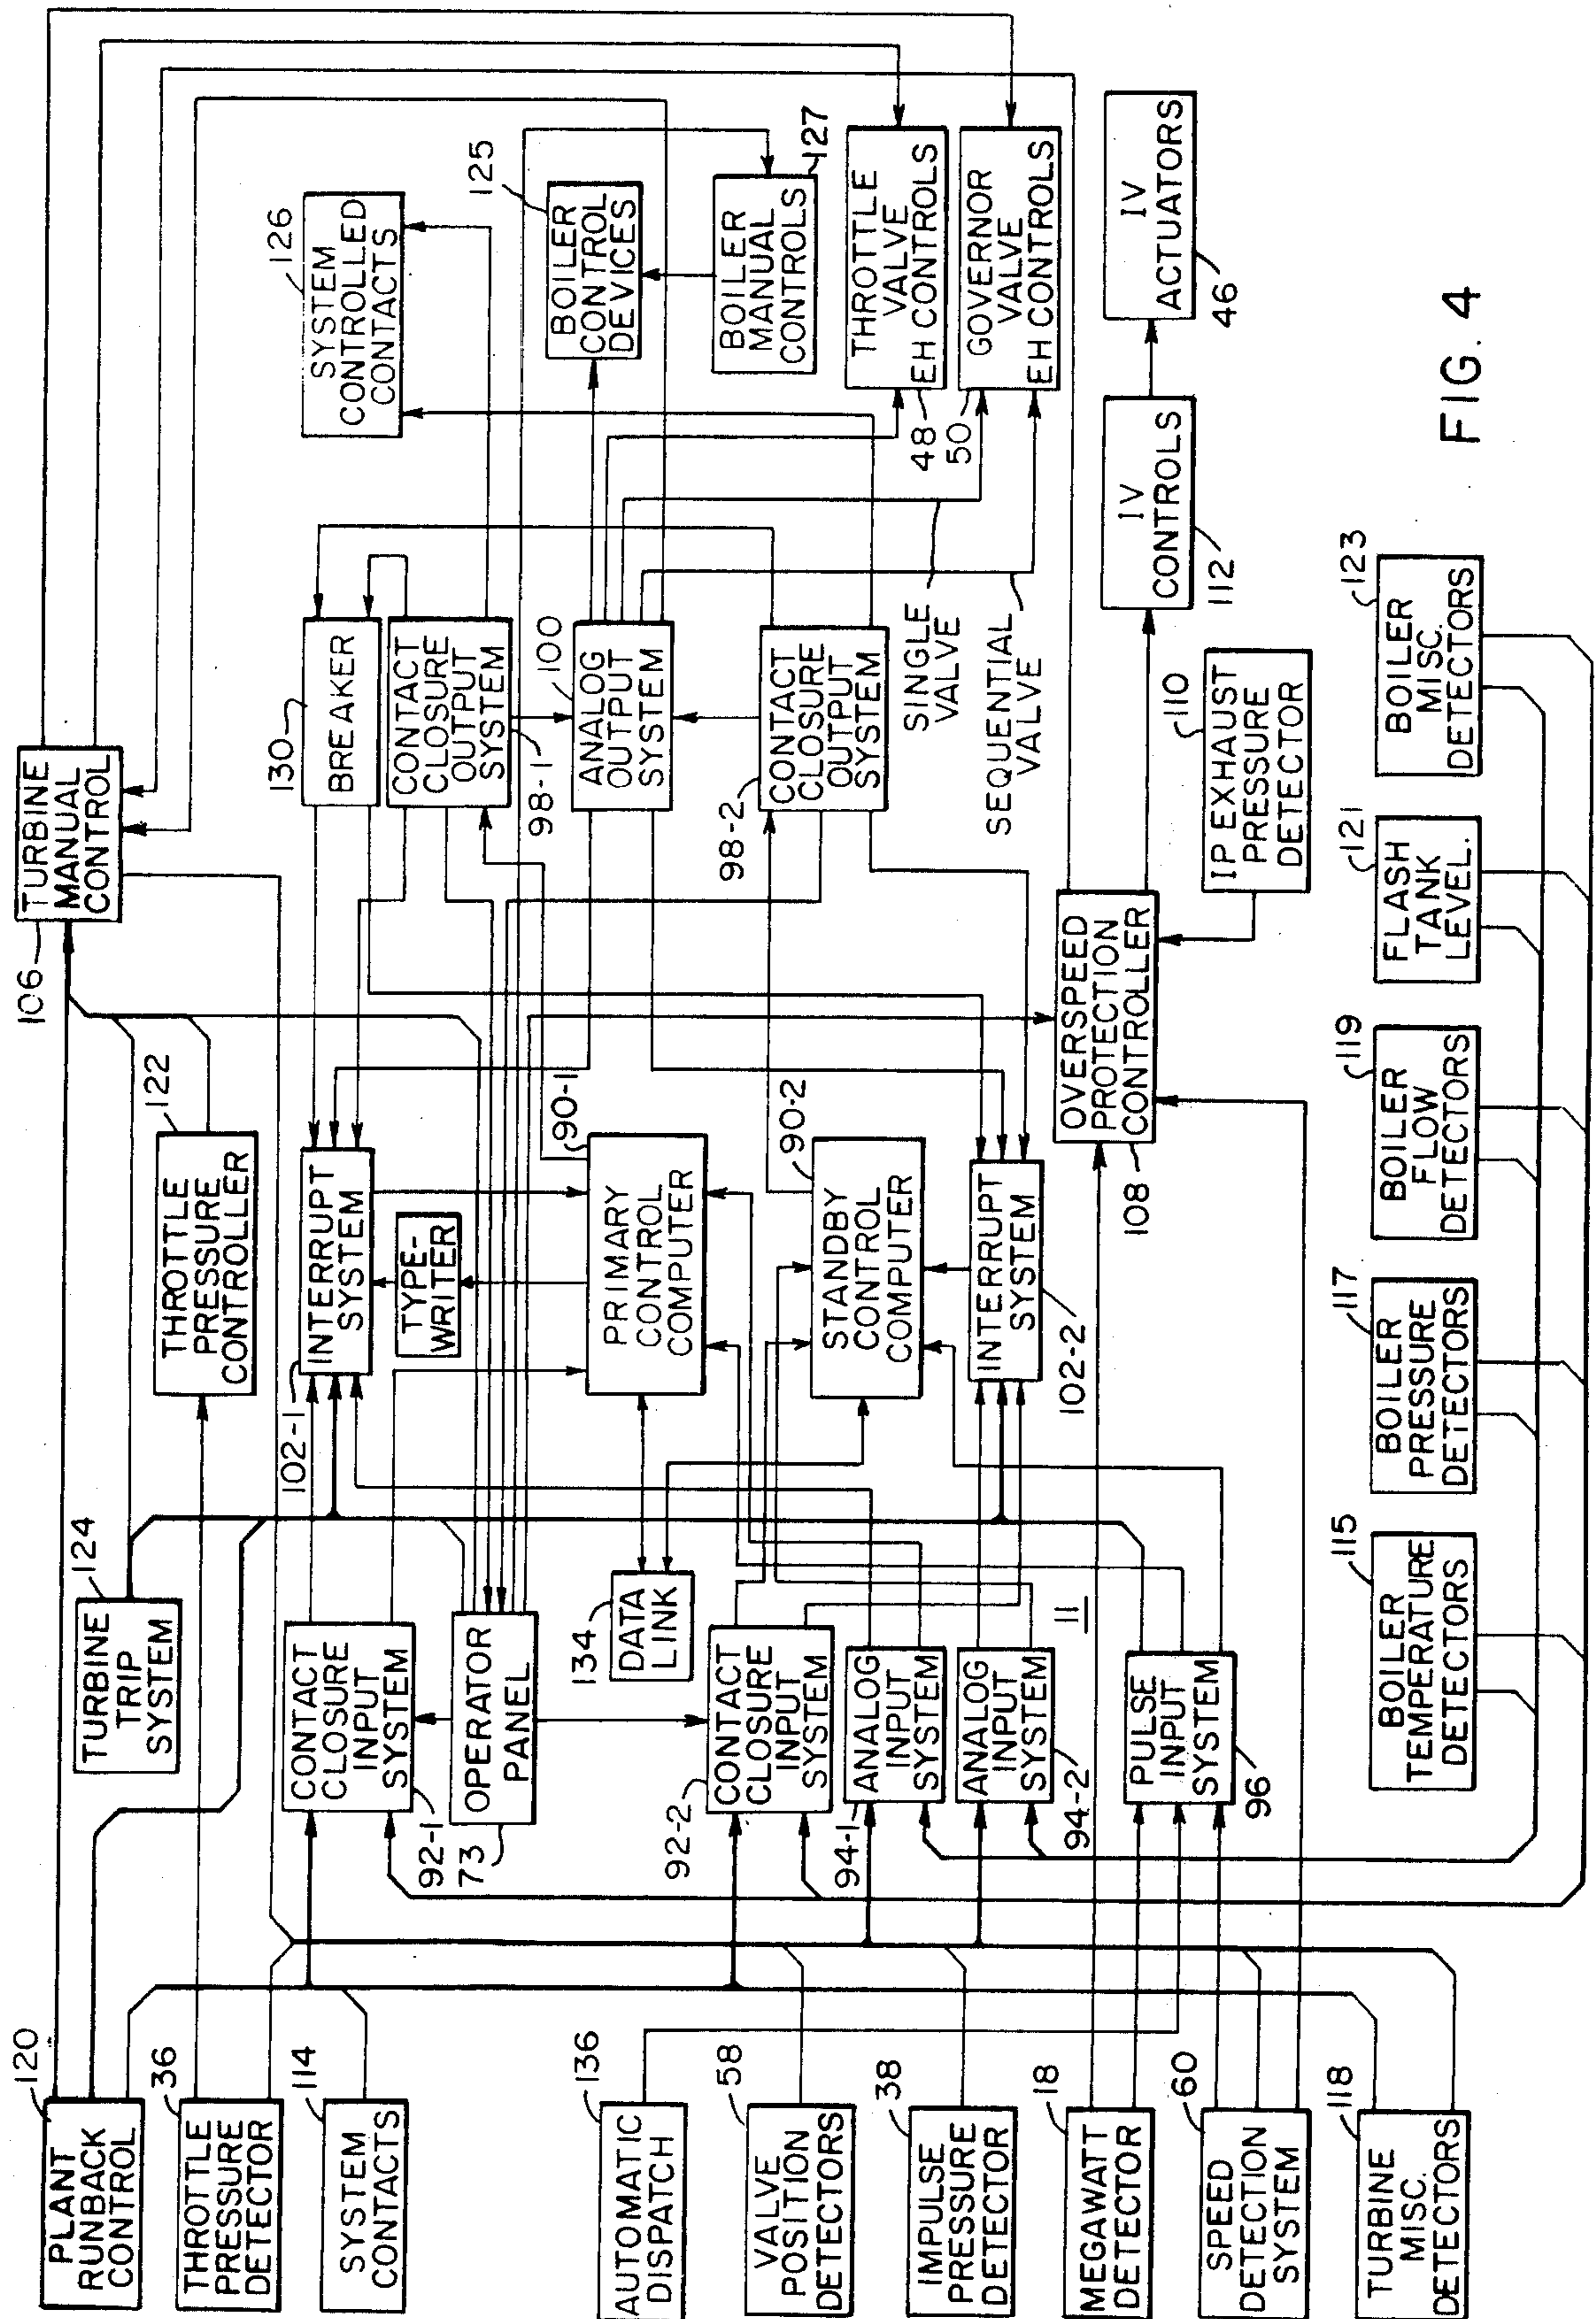 120
PLANT
RUNBACK
CONTROL
36
THROTTLE
PRESSURE
DETECTOR
114
SYSTEM
CONTACTS
136
AUTOMATIC
DISPATCH
58
VALVE
POSITION
DETECTORS
38
IMPULSE
PRESSURE
DETECTOR
18
MEGAWATT
DETECTOR
60
SPEED
DETECTION
SYSTEM
118
TURBINE
MISC.
DETECTORS
124
TURBINE
TRIP
SYSTEM
CONTACT
CLOSURE
INPUT
SYSTEM
92-1
OPERATOR
PANEL
73
134
DATA
LINK
92-2
CONTACT
CLOSURE
INPUT
SYSTEM
94-1
ANALOG
INPUT
SYSTEM
ANALOG
INPUT
SYSTEM
94-2
11
PULSE
INPUT
SYSTEM
96
122
THROTTLE
PRESSURE
CONTROLLER
102-1
INTERRUPT
SYSTEM
TYPE-
WRITER
90-1
PRIMARY
CONTROL
COMPUTER
90-2
STANDBY
CONTROL
COMPUTER
INTERRUPT
SYSTEM
102-2
106
TURBINE
MANUAL
CONTROL
130
BREAKER
CONTACT
CLOSURE
OUTPUT
SYSTEM
98-1
100
ANALOG
OUTPUT
SYSTEM
98-2
CONTACT
CLOSURE
OUTPUT
SYSTEM
SINGLE
VALVE
SEQUENTIAL
VALVE
OVERSPEED
PROTECTION
CONTROLLER
108
110
IP EXHAUST
PRESSURE
DETECTOR
126
SYSTEM
CONTROLLED
CONTACTS
125
BOILER
CONTROL
DEVICES
BOILER
MANUAL
CONTROLS
127
THROTTLE
VALVE
EH CONTROLS
48
50
GOVERNOR
VALVE
EH CONTROLS
IV
CONTROLS
112
IV
ACTUATORS
46
115
BOILER
TEMPERATURE
DETECTORS
117
BOILER
PRESSURE
DETECTORS
119
BOILER
FLOW
DETECTORS
121
FLASH
TANK
LEVEL.
123
BOILER
MISC.
DETECTORS
FIG. 4